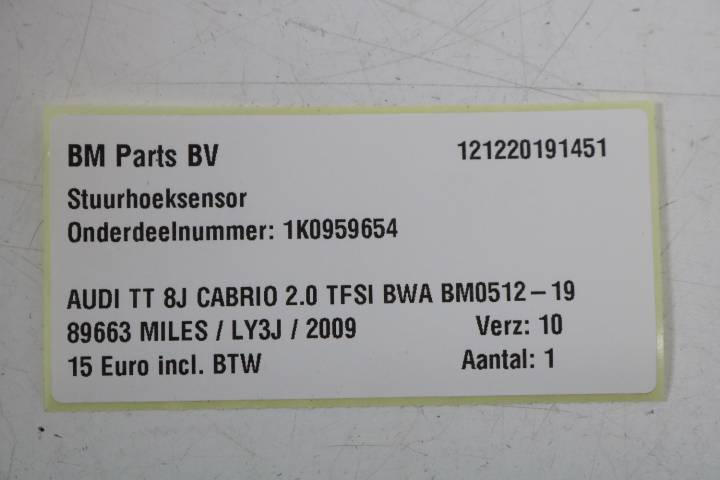 BM Parts BV 121220191451
Stuurhoeksensor
Onderdeelnummer: 1K0959654
AUDI TT 8J CABRIO 2.0 TFSI BWA BM0512-19
89663 MILES / LY3J / 2009 Verz: 10
15 Euro incl. BTW Aantal: 1